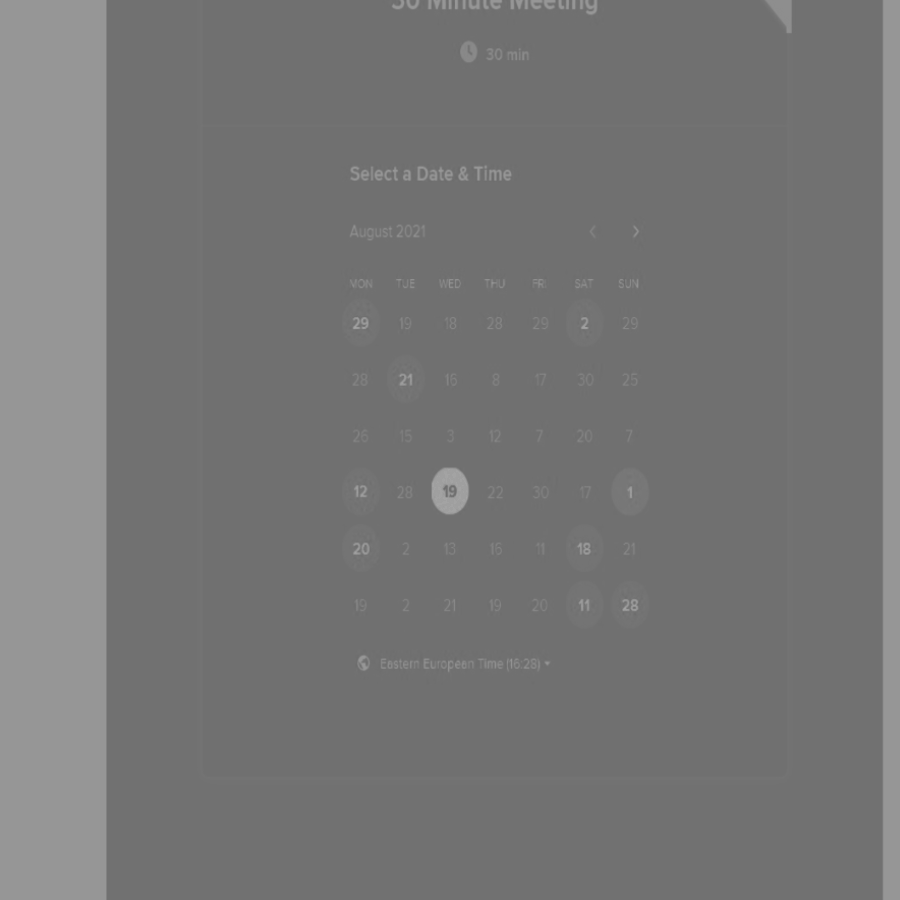 30 Minute Meeting
30 min
Select a Date & Time
August 2021
MON TUE WED THU FRI SAT SUN
29 19 18 28 29 2 29
28 21 16 8 17 30 25
26 15 3 12 7 20 7
12 28 19 22 30 17 1
20 2 13 16 11 18 21
19 2 21 19 20 11 28
Eastern European Time (16:28)